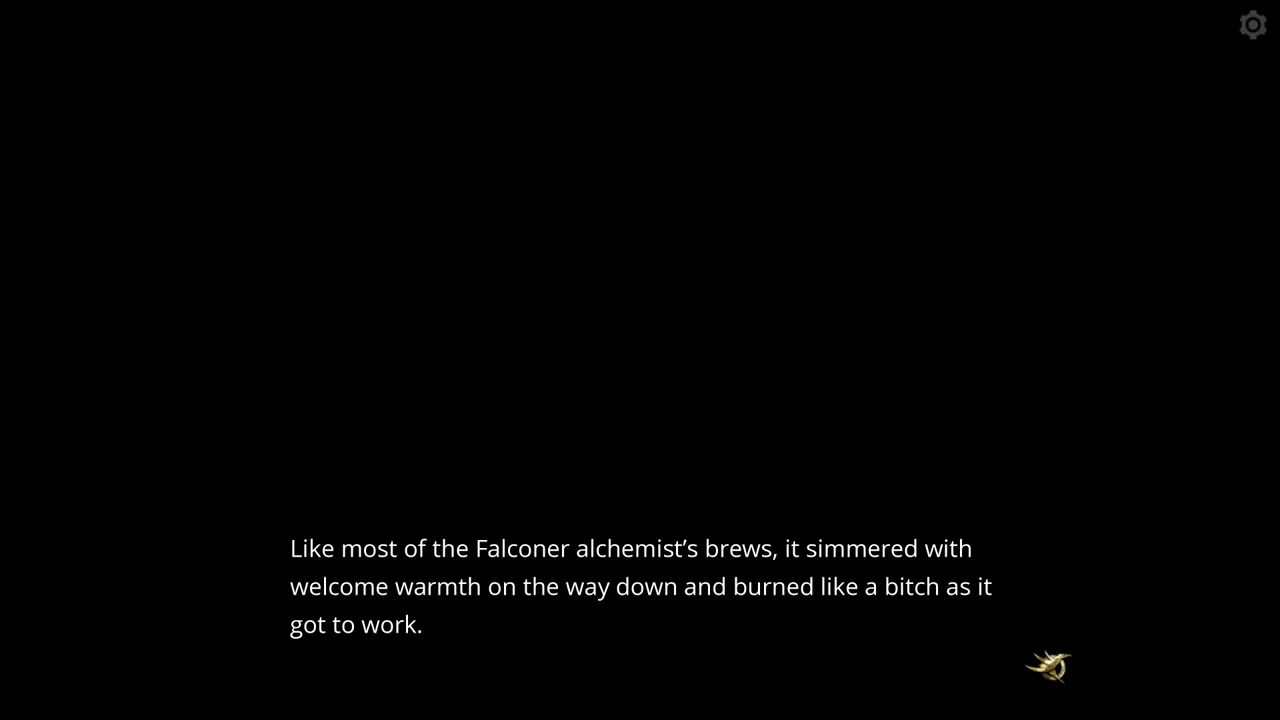 Like most of the Falconer alchemist’s brews, it simmered with
welcome warmth on the way down and burned like a bitch as it
got to work.